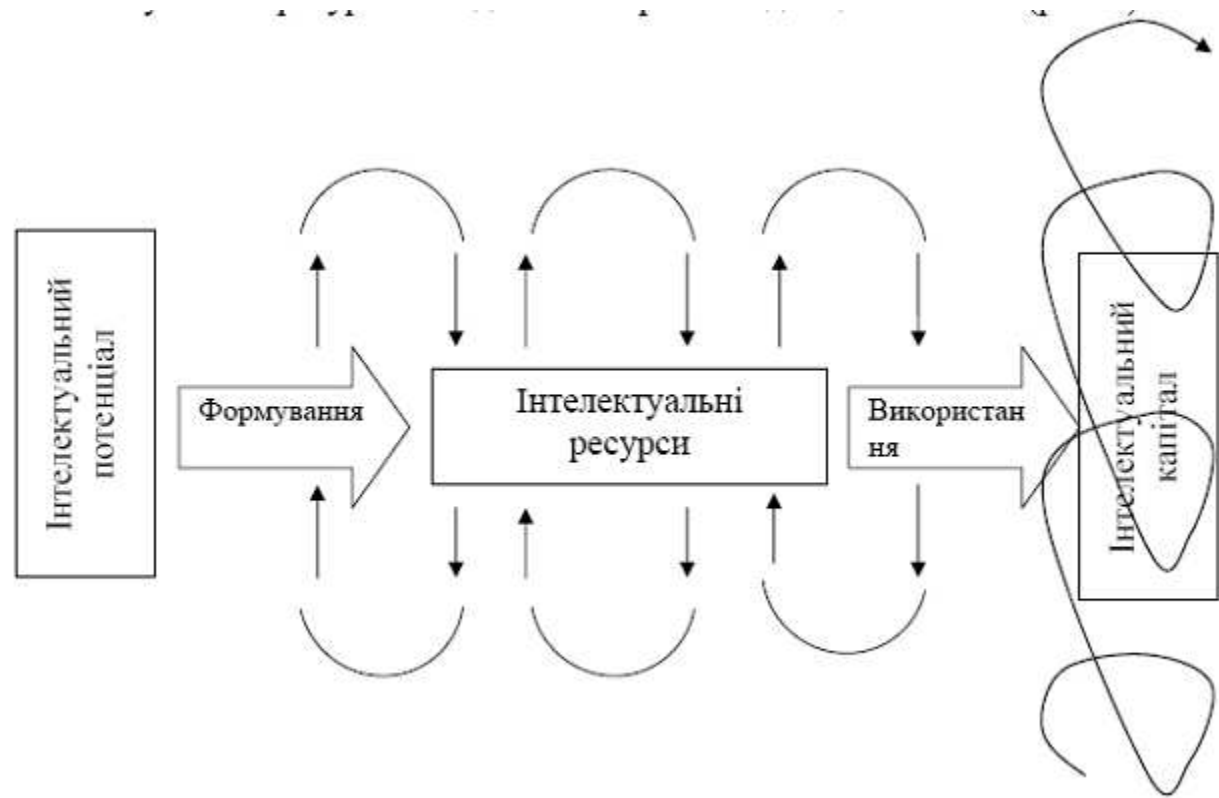 Інтелектуальний
потенціал
Формування
Інтелектуальні
ресурси
Використан
ня
Інтелектуальний
капітал